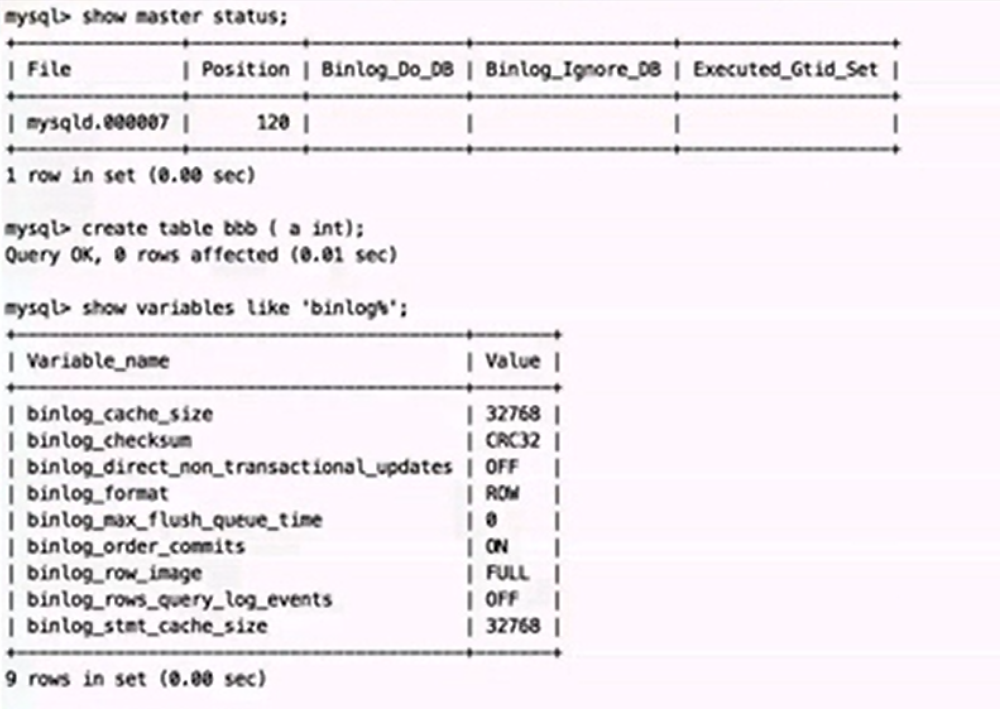 mysql> show master status;
+----------------+----------+--------------+------------------+-------------------+
| File           | Position | Binlog_Do_DB | Binlog_Ignore_DB | Executed_Gtid_Set |
+----------------+----------+--------------+------------------+-------------------+
| mysqld.000007 |      120 |              |                  |                   |
+----------------+----------+--------------+------------------+-------------------+
1 row in set (0.00 sec)
mysql> create table bbb ( a int);
Query OK, 0 rows affected (0.01 sec)
mysql> show variables like 'binlog%';
+-----------------------------------------+-------+
| Variable_name                           | Value |
+-----------------------------------------+-------+
| binlog_cache_size                       | 32768 |
| binlog_checksum                         | CRC32 |
| binlog_direct_non_transactional_updates | OFF   |
| binlog_format                           | ROW   |
| binlog_max_flush_queue_time             | 0     |
| binlog_order_commits                    | ON    |
| binlog_row_image                        | FULL  |
| binlog_rows_query_log_events            | OFF   |
| binlog_stmt_cache_size                  | 32768 |
+-----------------------------------------+-------+
9 rows in set (0.00 sec)